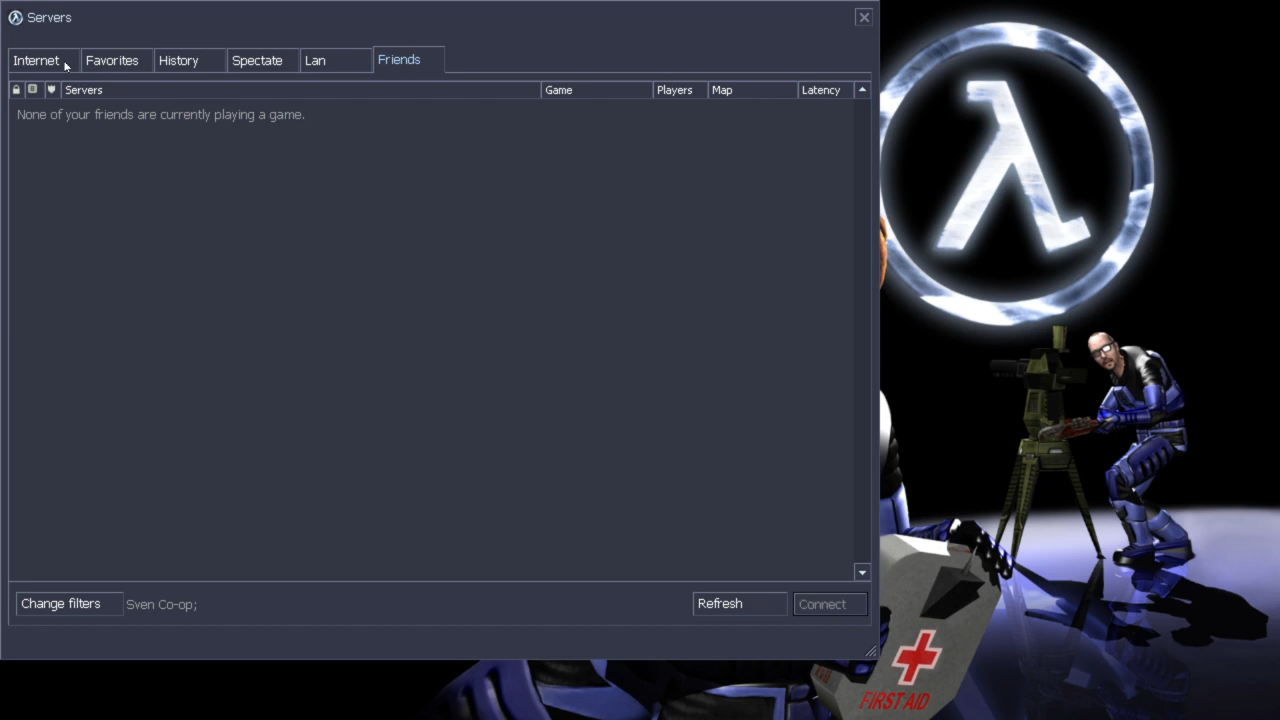 Servers
Internet Favorites History Spectate Lan Friends
Servers Game Players Map Latency
None of your friends are currently playing a game.
Change filters Sven Co-op; Refresh Connect
FIRST AID